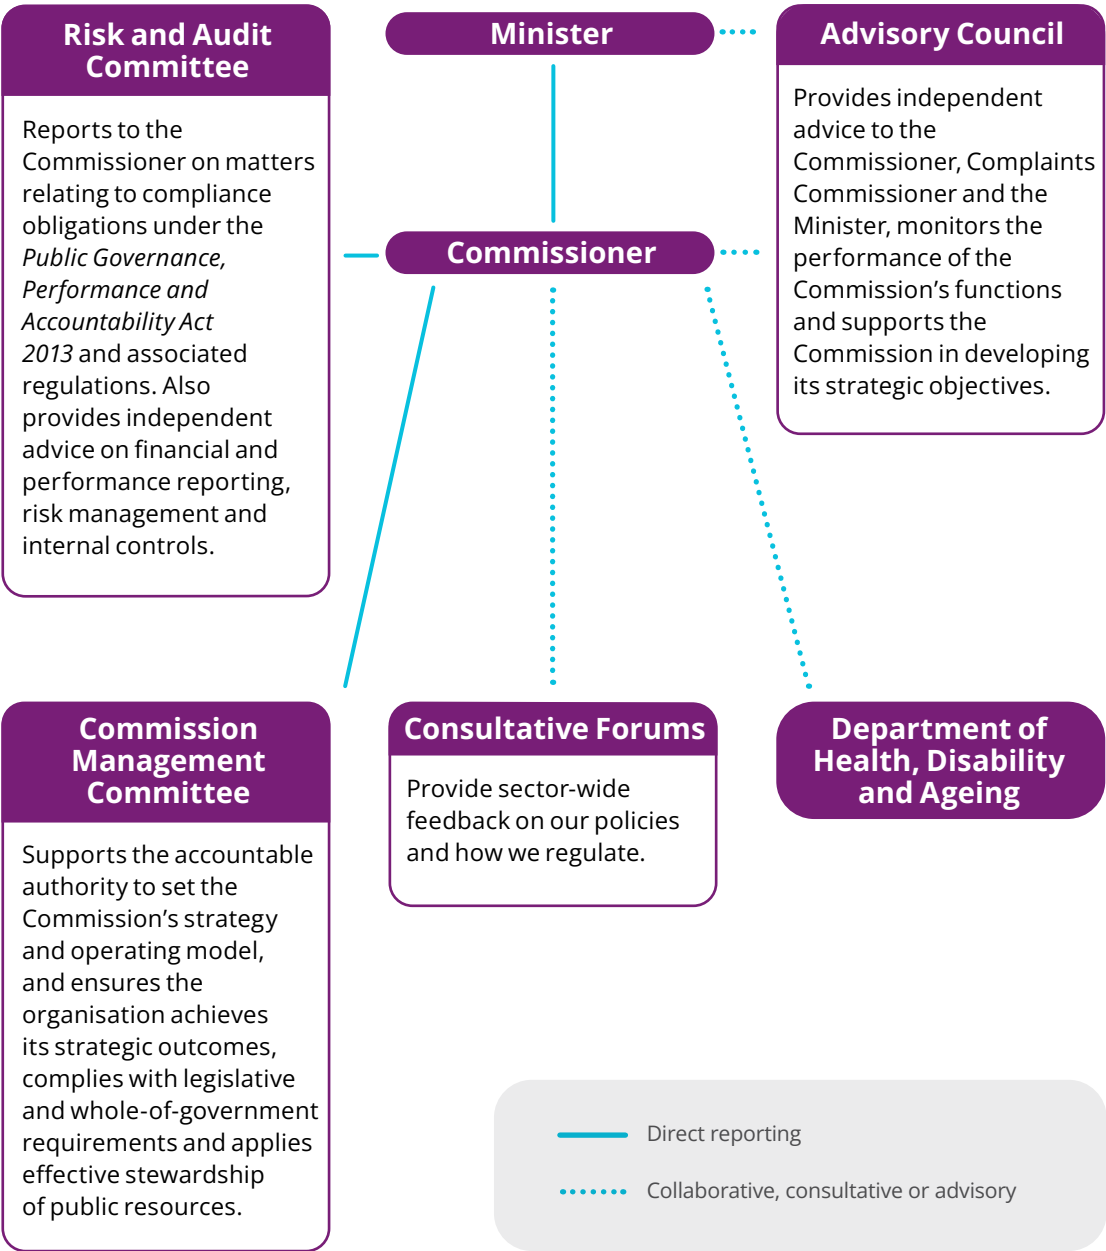 Risk and Audit
Committee
Reports to the
Commissioner on matters
relating to compliance
obligations under the
Public Governance,
Performance and
Accountability Act
2013 and associated
regulations. Also
provides independent
advice on financial and
performance reporting,
risk management and
internal controls.
Minister
Commissioner
Advisory Council
Provides independent
advice to the
Commissioner, Complaints
Commissioner and the
Minister, monitors the
performance of the
Commission’s functions
and supports the
Commission in developing
its strategic objectives.
Commission
Management
Committee
Supports the accountable
authority to set the
Commission’s strategy
and operating model,
and ensures the
organisation achieves
its strategic outcomes,
complies with legislative
and whole-of-government
requirements and applies
effective stewardship
of public resources.
Consultative Forums
Provide sector-wide
feedback on our policies
and how we regulate.
Department of
Health, Disability
and Ageing
Direct reporting
Collaborative, consultative or advisory